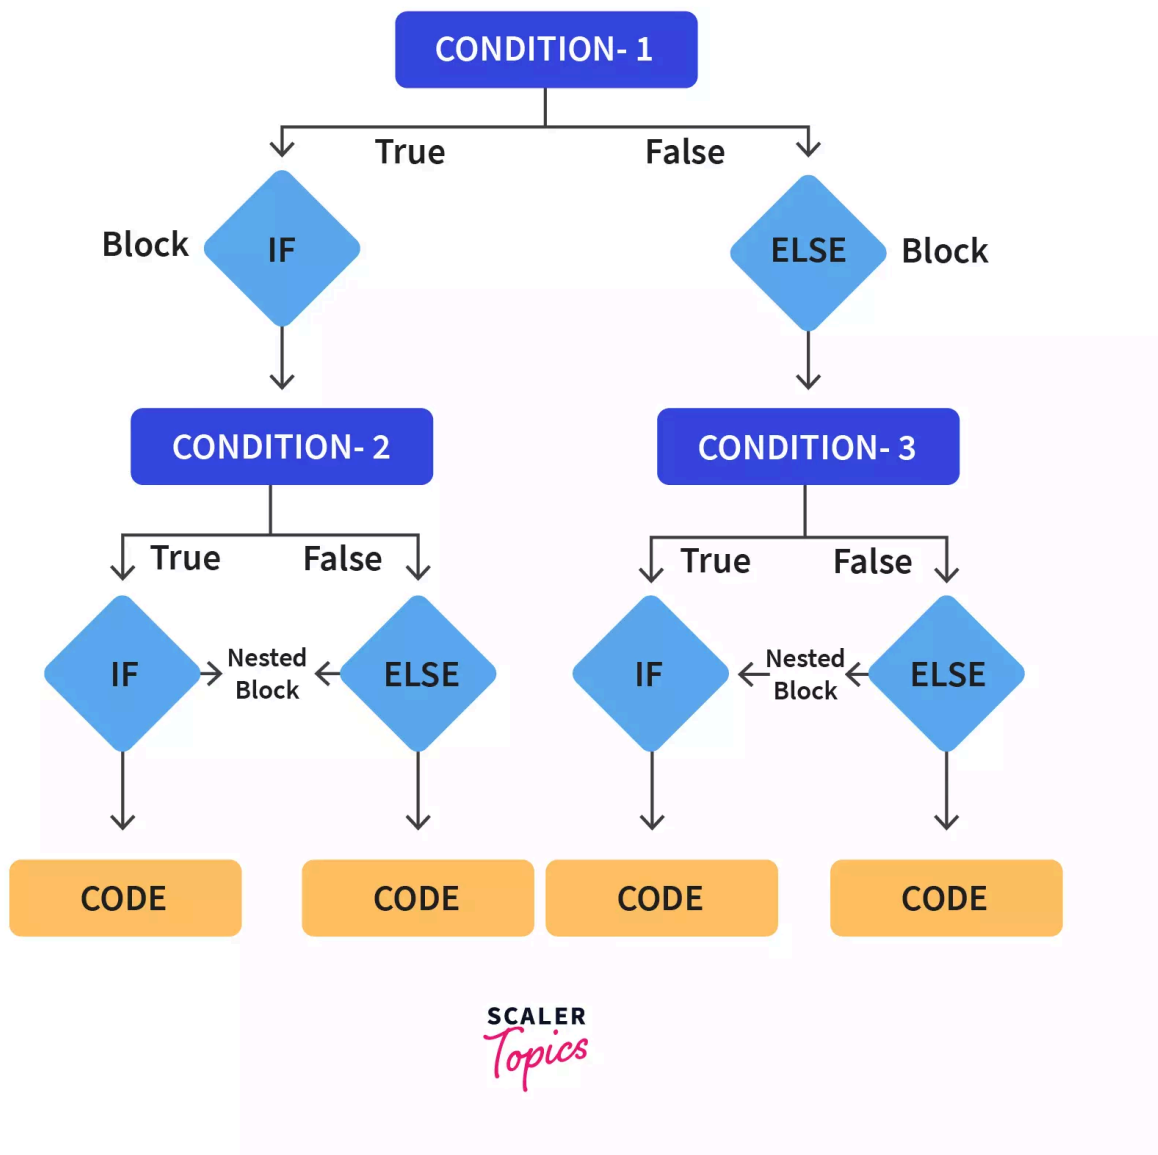 CONDITION- 1
True
False
Block
IF
ELSE
Block
CONDITION- 2
CONDITION- 3
True
False
True
False
IF
Nested
Block
ELSE
IF
Nested
Block
ELSE
CODE
CODE
CODE
CODE
SCALER
Topics